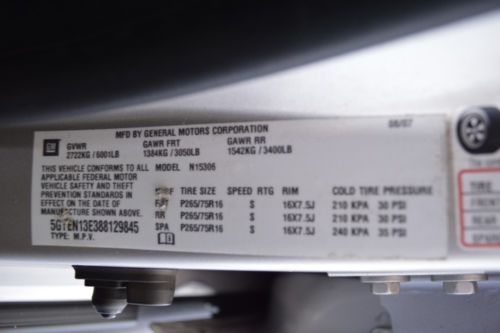 08/07
MFD BY GENERAL MOTORS CORPORATION
GM GVWR GAWR FRT GAWR RR
2722KG / 6001LB 1384KG / 3050LB 1542KG / 3400LB
THIS VEHICLE CONFORMS TO ALL MODEL N15306
APPLICABLE FEDERAL MOTOR
VEHICLE SAFETY AND THEFT
PREVENTION STANDARDS IN
EFFECT ON THE DATE OF
MANUFACTURE SHOWN ABOVE.
5GTEN13E388129845
TYPE: M.P.V.
TIRE SIZE SPEED RTG RIM COLD TIRE PRESSURE
FRT P265/75R16 S 16X7.5J 210 KPA 30 PSI
RR P265/75R16 S 16X7.5J 210 KPA 30 PSI
SPA P265/75R16 S 16X7.5J 240 KPA 35 PSI
TIRE